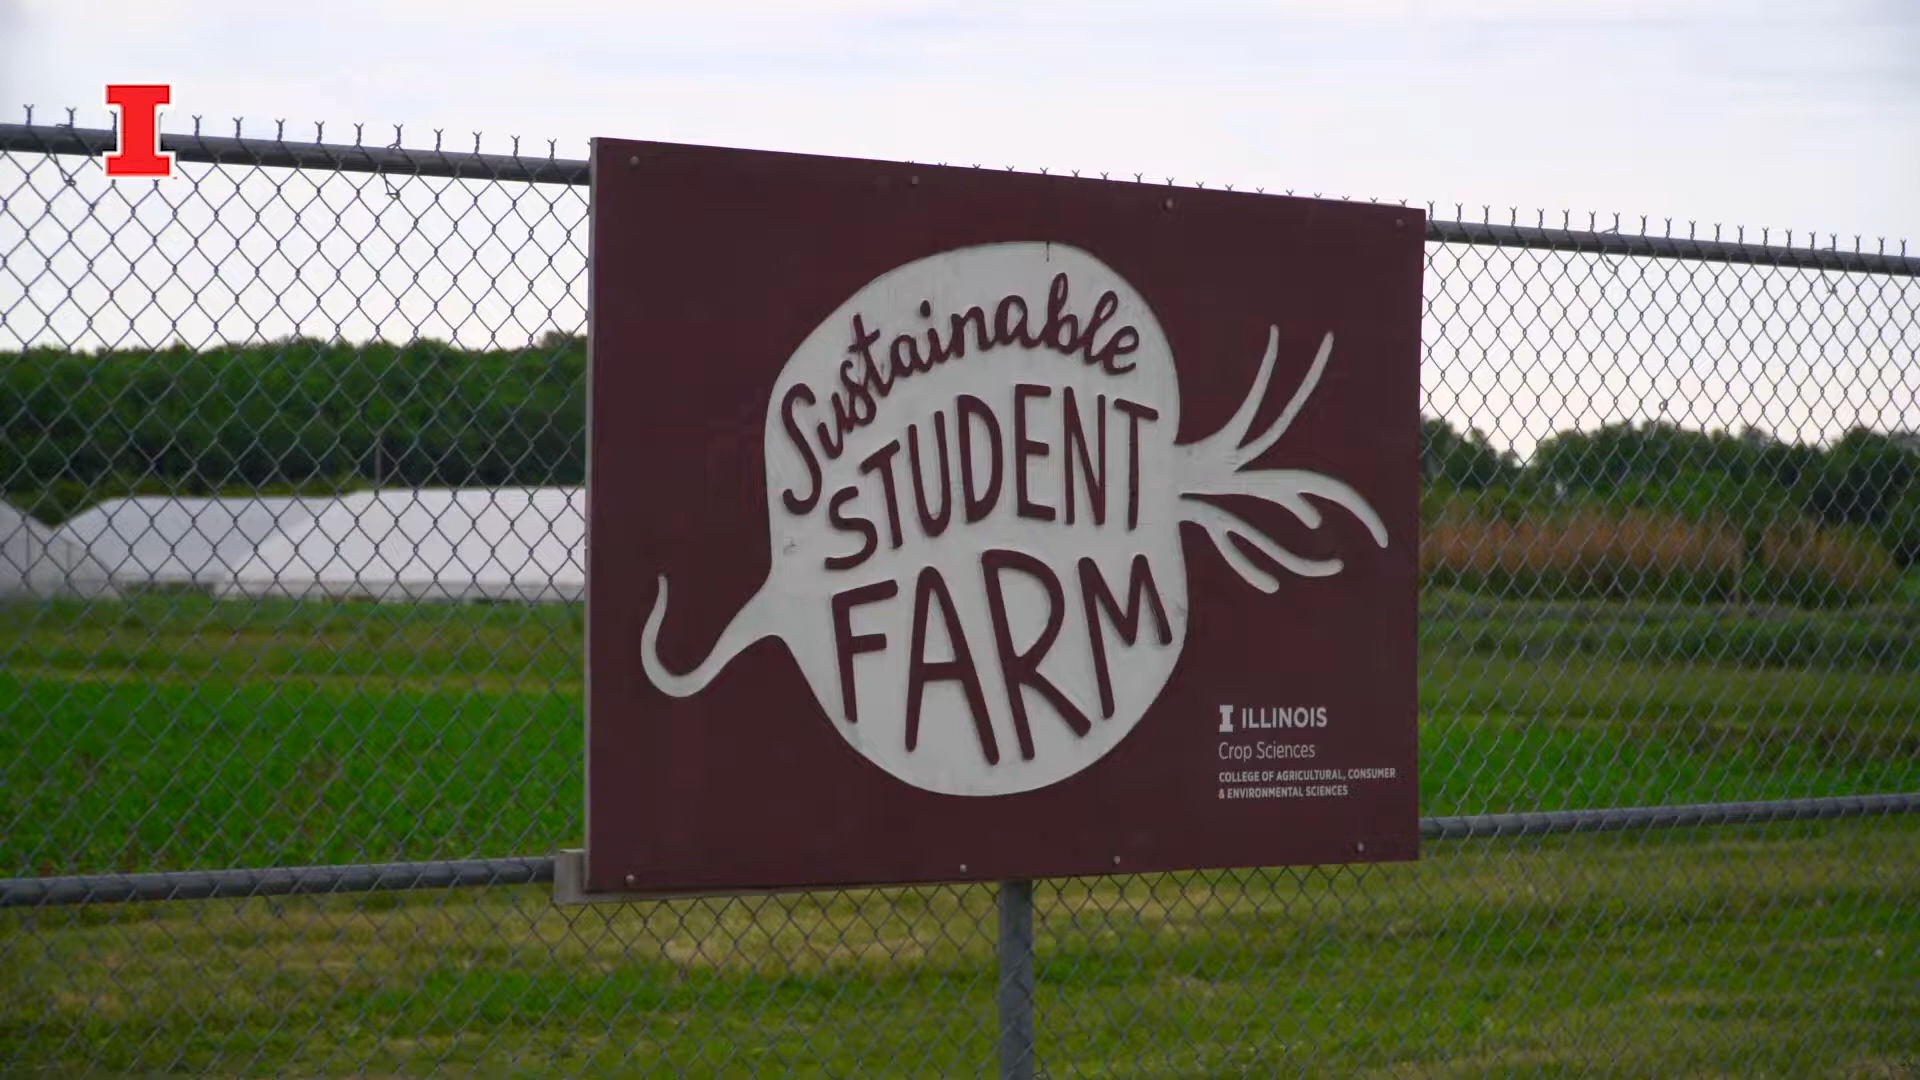 I
Sustainable
STUDENT
FARM
I ILLINOIS
Crop Sciences
COLLEGE OF AGRICULTURAL, CONSUMER
& ENVIRONMENTAL SCIENCES